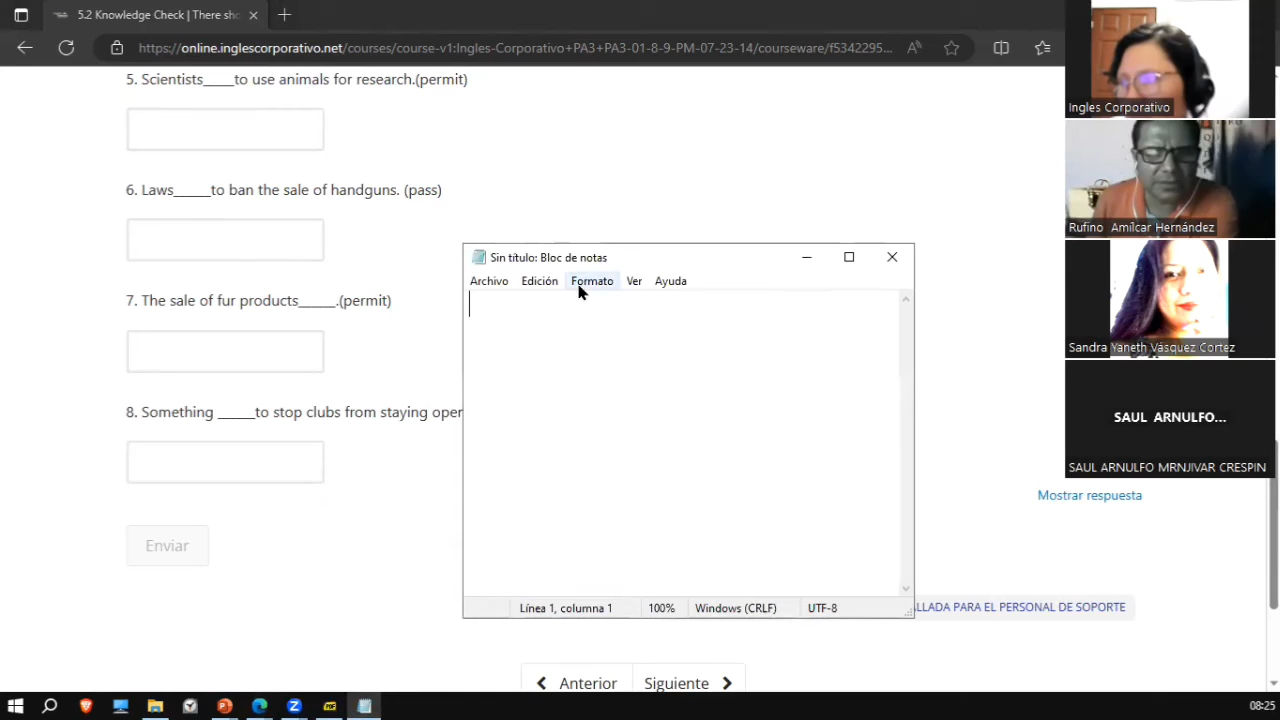 5.2 Knowledge Check | There sho
https://online.inglescorporativo.net/courses/course-v1:Ingles-Corporativo+PA3+PA3-01-8-9-PM-07-23-14/courseware/f5342295...
5. Scientists_____to use animals for research.(permit)
6. Laws______to ban the sale of handguns. (pass)
7. The sale of fur products______.(permit)
8. Something ______to stop clubs from staying oper
Enviar
Sin título: Bloc de notas
Archivo Edición Formato Ver Ayuda
Línea 1, columna 1 100% Windows (CRLF) UTF-8
Mostrar respuesta
ALLADA PARA EL PERSONAL DE SOPORTE
Anterior Siguiente
Ingles Corporativo
Rufino Amílcar Hernández
Sandra Yaneth Vásquez Cortez
SAUL ARNULFO...
SAUL ARNULFO MRNJIVAR CRESPIN
08:25